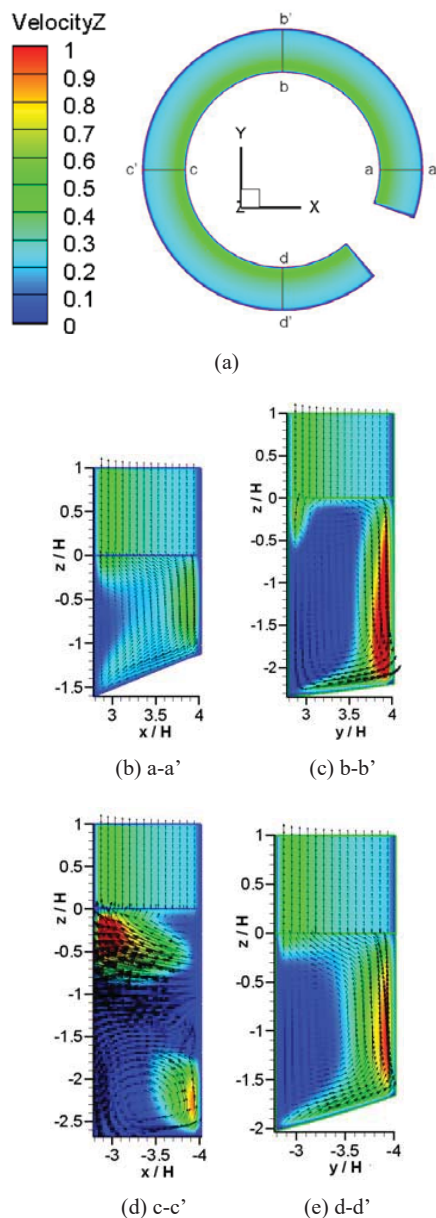 VelocityZ
1
0.9
0.8
0.7
0.6
0.5
0.4
0.3
0.2
0.1
0
b'
b
c'
c
a
a
Y
Z
X
d
d'
(a)
1
0.5
0
-0.5
-1
-1.5
z / H
3
3.5
4
x / H
(b) a-a’
1
0.5
0
-0.5
-1
-1.5
-2
z / H
3
3.5
4
y / H
(c) b-b’
1
0.5
0
-0.5
-1
-1.5
-2
-2.5
z / H
-3
-3.5
-4
x / H
(d) c-c’
1
0.5
0
-0.5
-1
-1.5
-2
z / H
-3
-3.5
-4
y / H
(e) d-d’